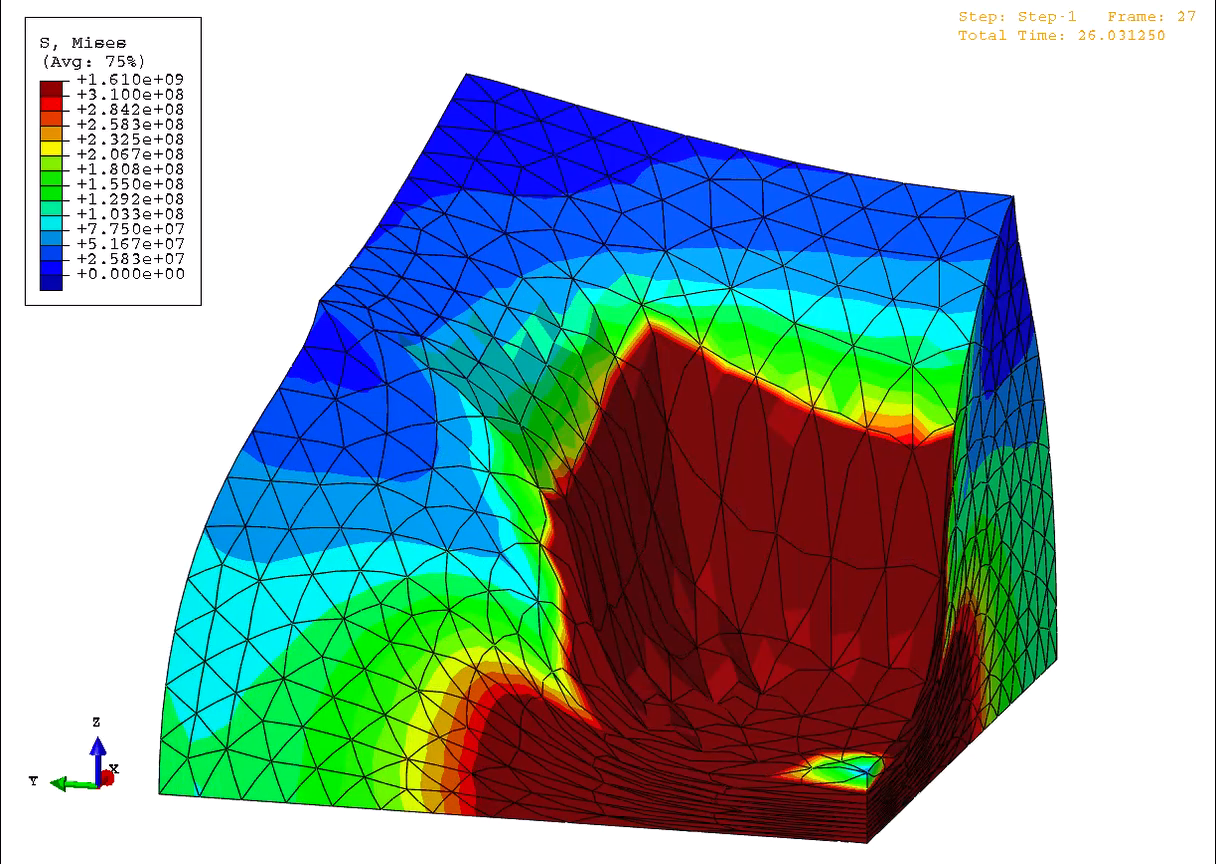 S, Mises
(Avg: 75%)
+1.610e+09
+3.100e+08
+2.842e+08
+2.583e+08
+2.325e+08
+2.067e+08
+1.808e+08
+1.550e+08
+1.292e+08
+1.033e+08
+7.750e+07
+5.167e+07
+2.583e+07
+0.000e+00
Step: Step-1 Frame: 27
Total Time: 26.031250
Z
Y
X